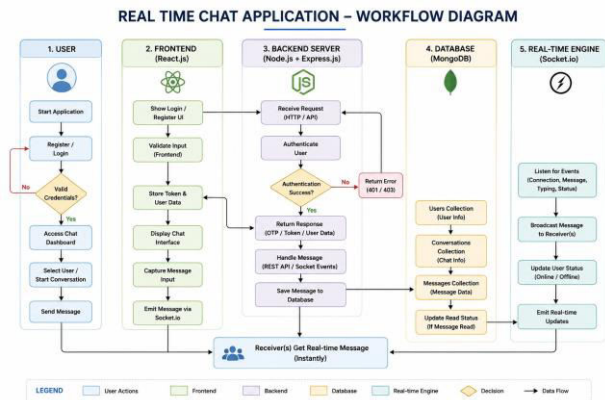 REAL TIME CHAT APPLICATION – WORKFLOW DIAGRAM
1. USER
Start Application
Register /
Login
No
Valid
Credentials?
Yes
Access Chat
Dashboard
Select User /
Start Conversation
Send Message
2. FRONTEND
(React.js)
Show Login /
Register UI
Validate Input
(Frontend)
Store Token &
User Data
Display Chat
Interface
Capture Message
Input
Emit Message via
Socket.io
3. BACKEND SERVER
(Node.js + Express.js)
JS
Receive Request
(HTTP / API)
Authenticate
User
Authentication
Success?
No
Return Error
(401 / 403)
Yes
Return Response
(OTP / Token / User Data)
Handle Message
(REST API / Socket Events)
Save Message to
Database
4. DATABASE
(MongoDB)
Users Collection
(User Info)
Conversations
Collection
(Chat Info)
Messages Collection
(Message Data)
Update Read Status
(If Message Read)
5. REAL-TIME ENGINE
(Socket.io)
Listen for Events
(Connection, Message,
Typing, Status)
Broadcast Message
to Receiver(s)
Update User Status
(Online / Offline)
Emit Real-time
Updates
Receiver(s) Get Real-time Message
(Instantly)
LEGEND
User Actions
Frontend
Backend
Database
Real-time Engine
Decision
Data Flow